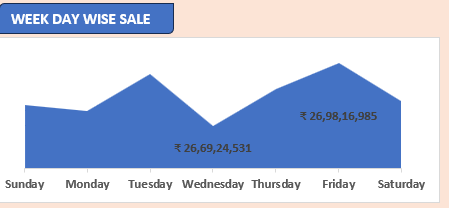 WEEK DAY WISE SALE
₹ 26,98,16,985
₹ 26,69,24,531
Sunday Monday Tuesday Wednesday Thursday Friday Saturday